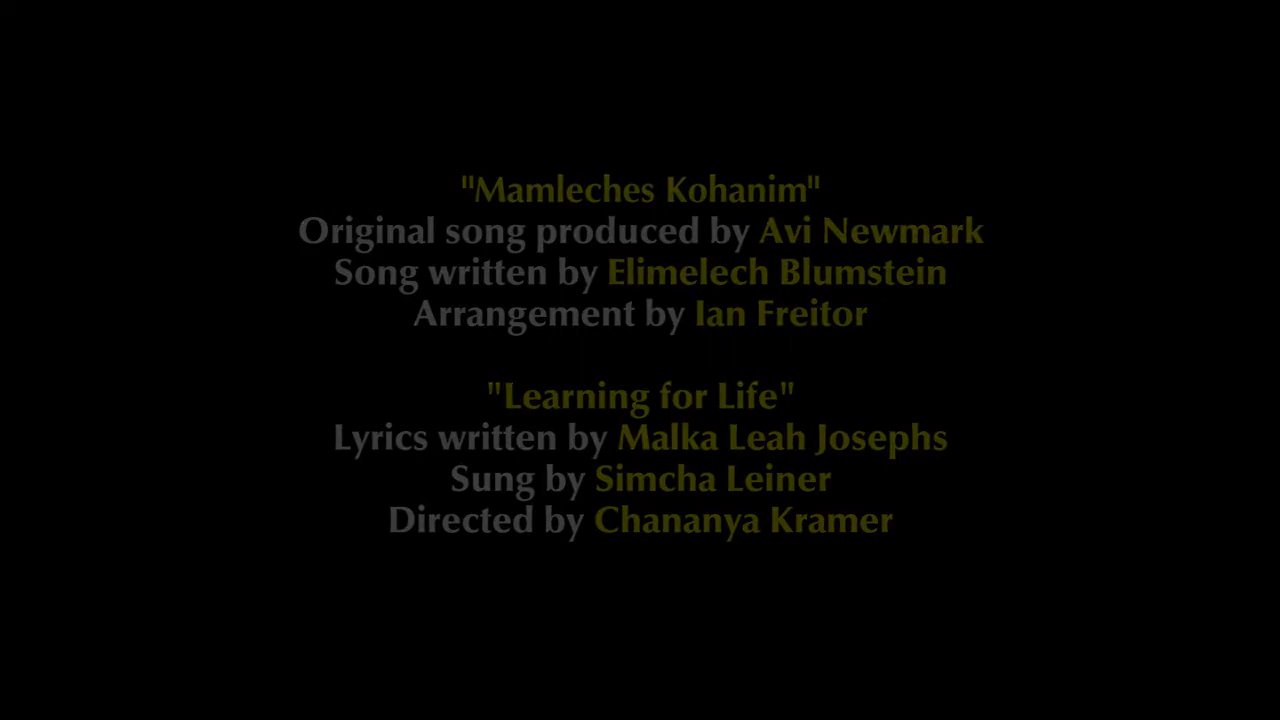 "Mamleches Kohanim"
Original song produced by Avi Newmark
Song written by Elimelech Blumstein
Arrangement by Ian Freitor
"Learning for Life"
Lyrics written by Malka Leah Josephs
Sung by Simcha Leiner
Directed by Chananya Kramer